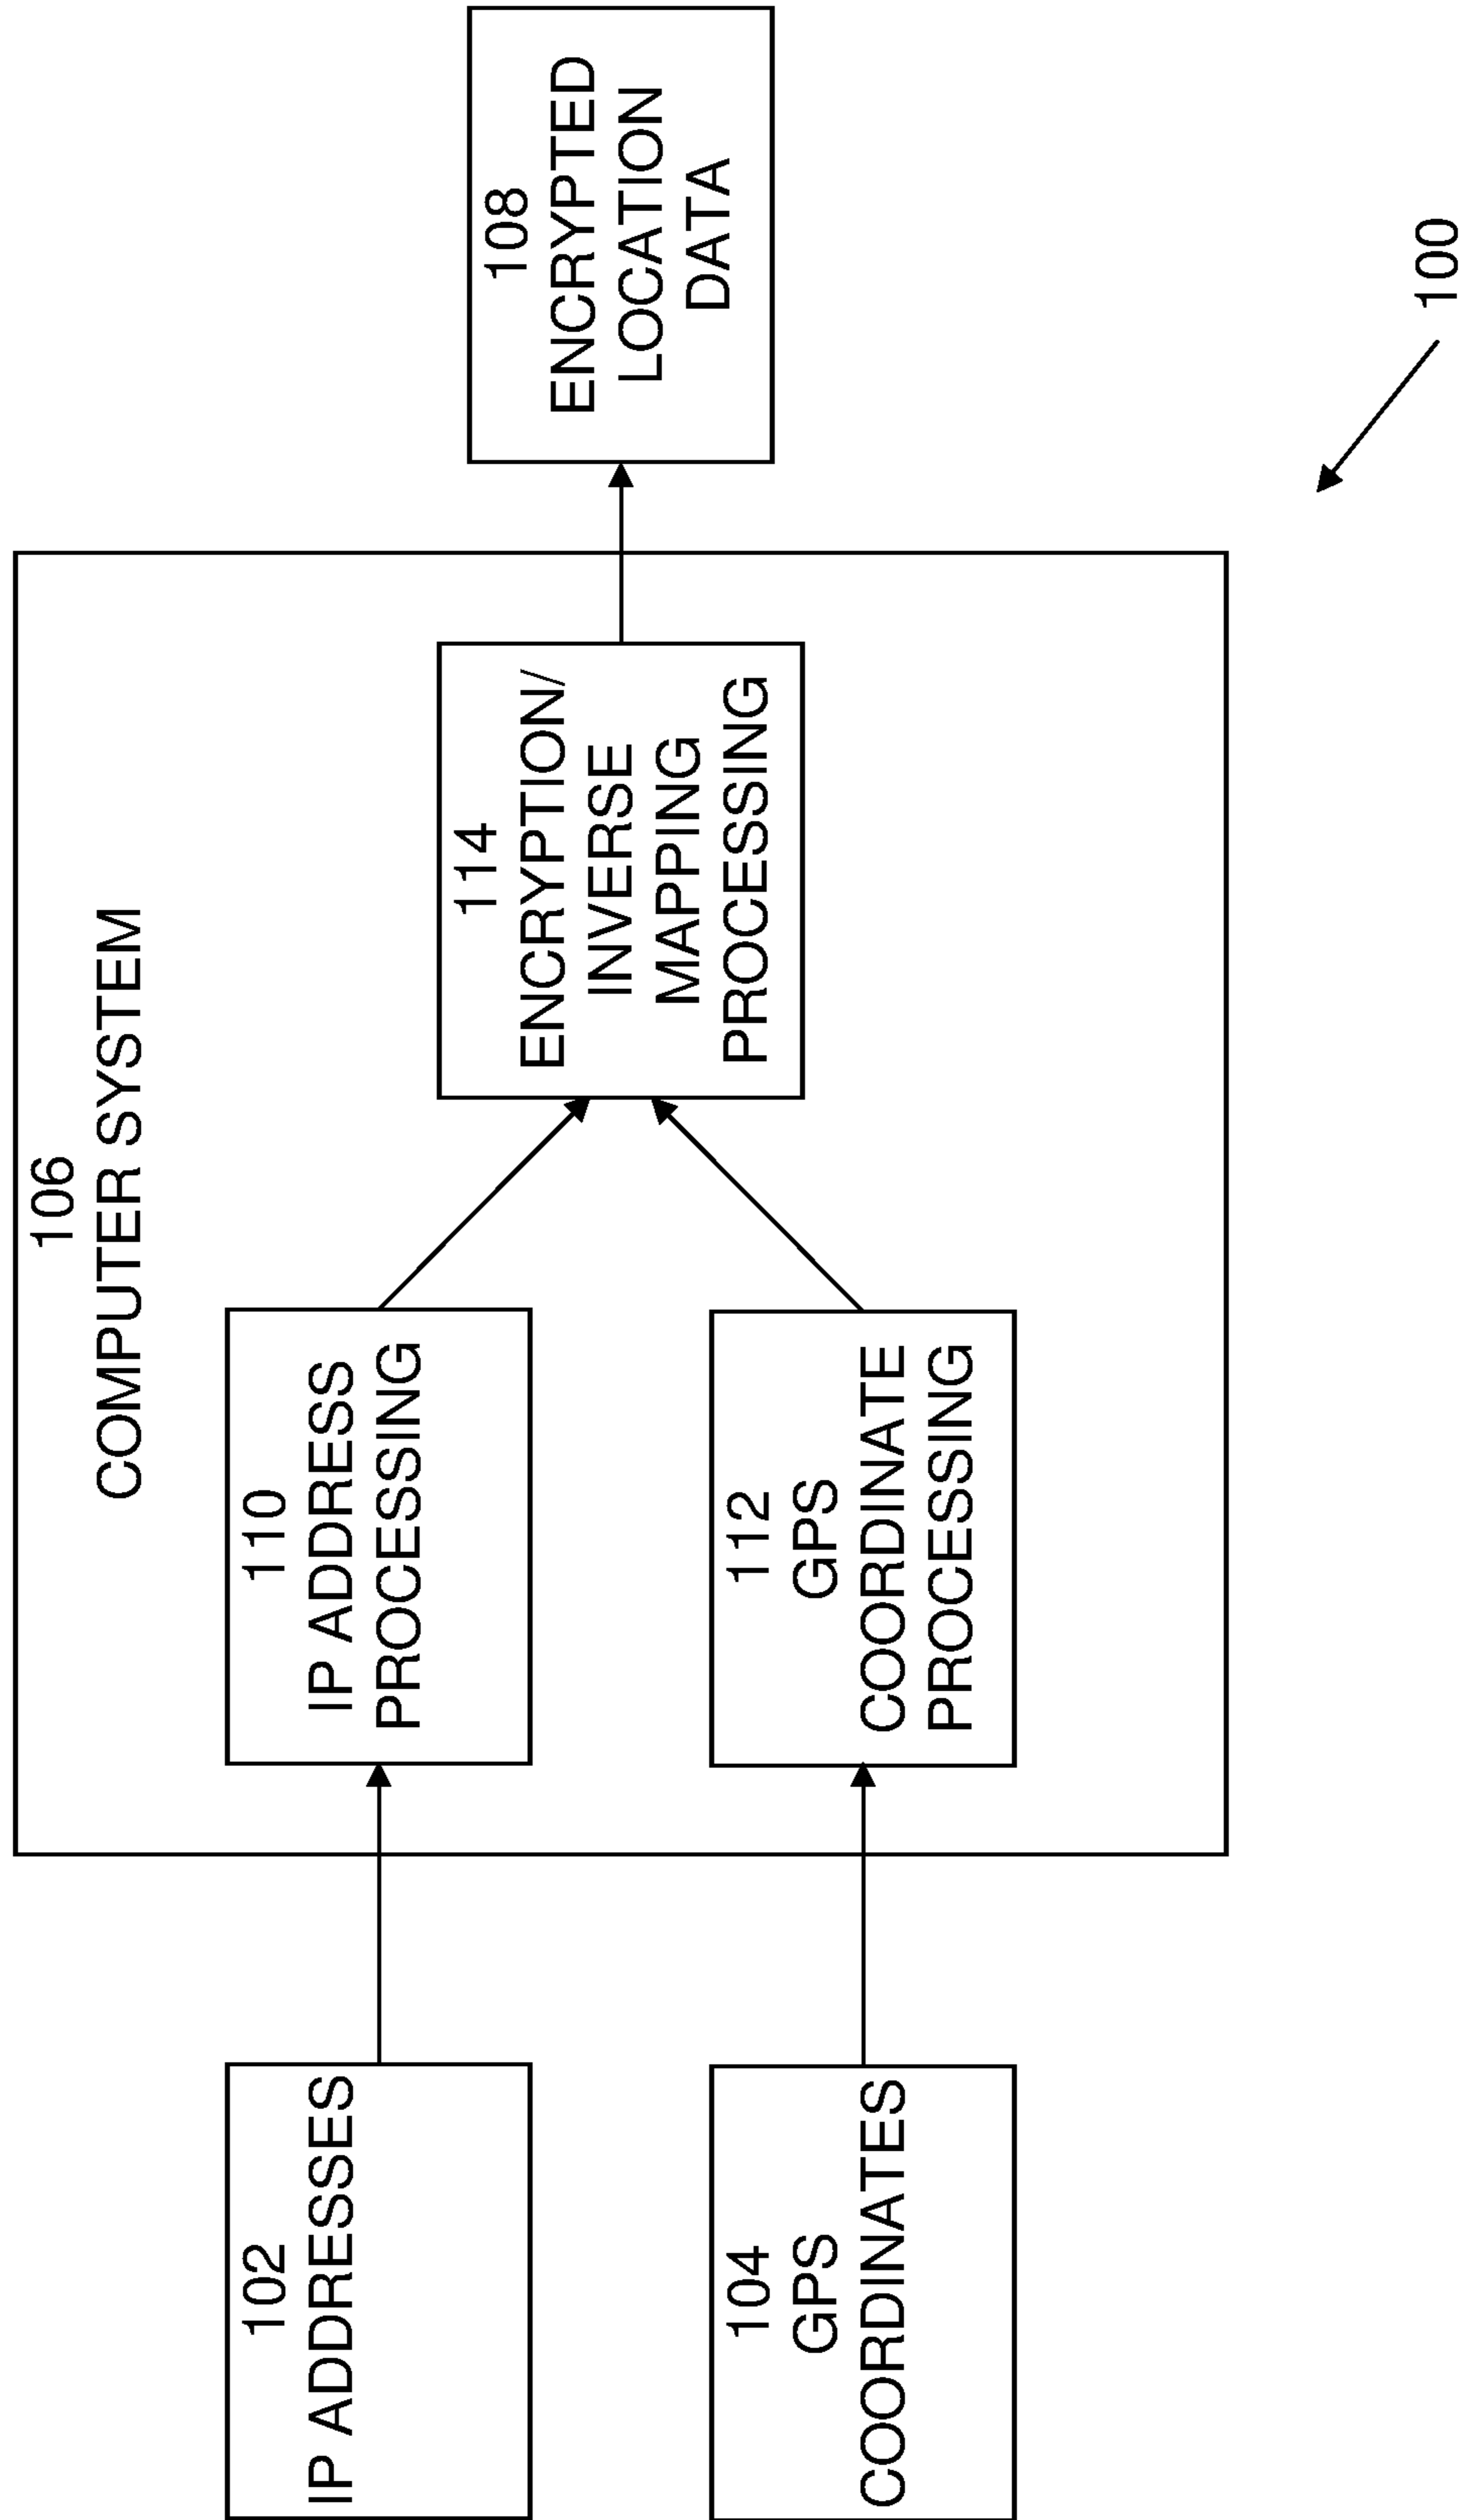 102
IP ADDRESSES
104
GPS
COORDINATES
106
COMPUTER SYSTEM
110
IP ADDRESS
PROCESSING
112
GPS
COORDINATE
PROCESSING
114
ENCRYPTION/
INVERSE
MAPPING
PROCESSING
108
ENCRYPTED
LOCATION
DATA
100